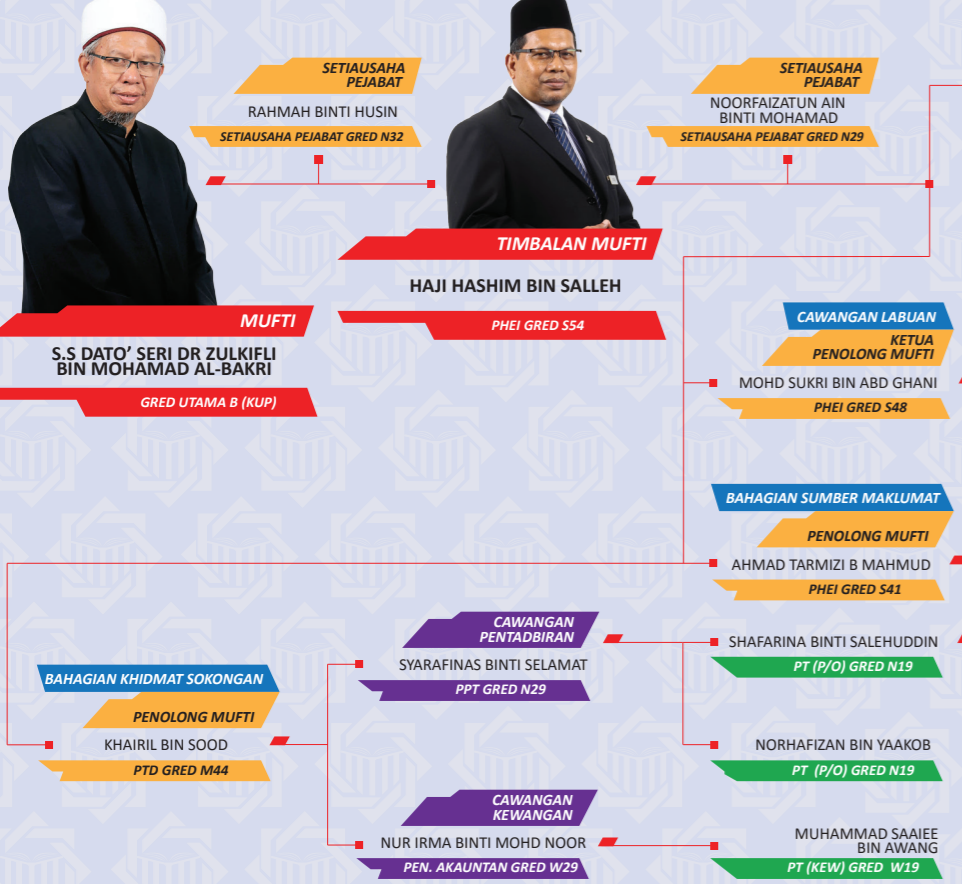 SETIAUSAHA
PEJABAT
RAHMAH BINTI HUSIN
SETIAUSAHA PEJABAT GRED N32
SETIAUSAHA
PEJABAT
NOORFAIZATUN AIN
BINTI MOHAMAD
SETIAUSAHA PEJABAT GRED N29
MUFTI
S.S DATO' SERI DR ZULKIFLI
BIN MOHAMAD AL-BAKRI
GRED UTAMA B (KUP)
TIMBALAN MUFTI
HAJI HASHIM BIN SALLEH
PHEI GRED S54
CAWANGAN LABUAN
KETUA
PENOLONG MUFTI
MOHD SUKRI BIN ABD GHANI
PHEI GRED S48
BAHAGIAN SUMBER MAKLUMAT
PENOLONG MUFTI
AHMAD TARMIZI B MAHMUD
PHEI GRED S41
BAHAGIAN KHIDMAT SOKONGAN
PENOLONG MUFTI
KHAIRIL BIN SOOD
PTD GRED M44
CAWANGAN
PENTADBIRAN
SYARAFINAS BINTI SELAMAT
PPT GRED N29
SHAFARINA BINTI SALEHUDDIN
PT (P/O) GRED N19
NORHAFIZAN BIN YAAKOB
PT (P/O) GRED N19
CAWANGAN
KEWANGAN
NUR IRMA BINTI MOHD NOOR
PEN. AKAUNTAN GRED W29
MUHAMMAD SAAIEE
BIN AWANG
PT (KEW) GRED W19